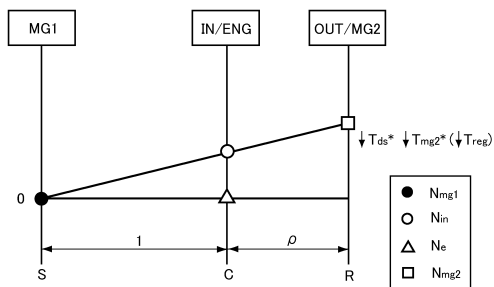 MG1 IN/ENG OUT/MG2
↓Tds* ↓Tmg2* (↓Treg)
0
Nmg1
Nin
Ne
Nmg2
1 ρ
S C R